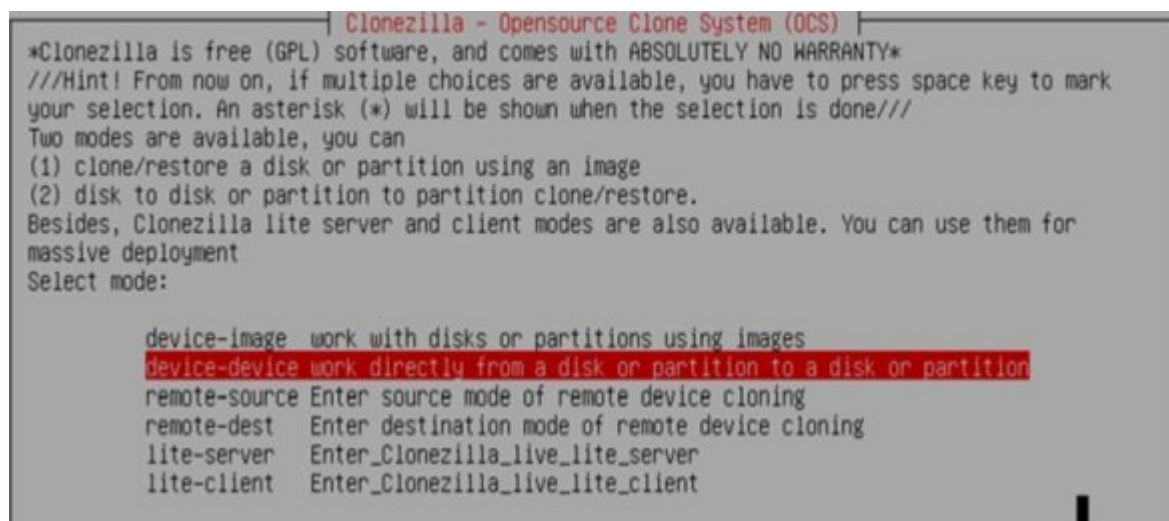 Clonezilla - Opensource Clone System (OCS)
*Clonezilla is free (GPL) software, and comes with ABSOLUTELY NO WARRANTY*
///Hint! From now on, if multiple choices are available, you have to press space key to mark
your selection. An asterisk (*) will be shown when the selection is done///
Two modes are available, you can
(1) clone/restore a disk or partition using an image
(2) disk to disk or partition to partition clone/restore.
Besides, Clonezilla lite server and client modes are also available. You can use them for
massive deployment
Select mode:
device-image work with disks or partitions using images
device-device work directly from a disk or partition to a disk or partition
remote-source Enter source mode of remote device cloning
remote-dest Enter destination mode of remote device cloning
lite-server Enter_Clonezilla_live_lite_server
lite-client Enter_Clonezilla_live_lite_client